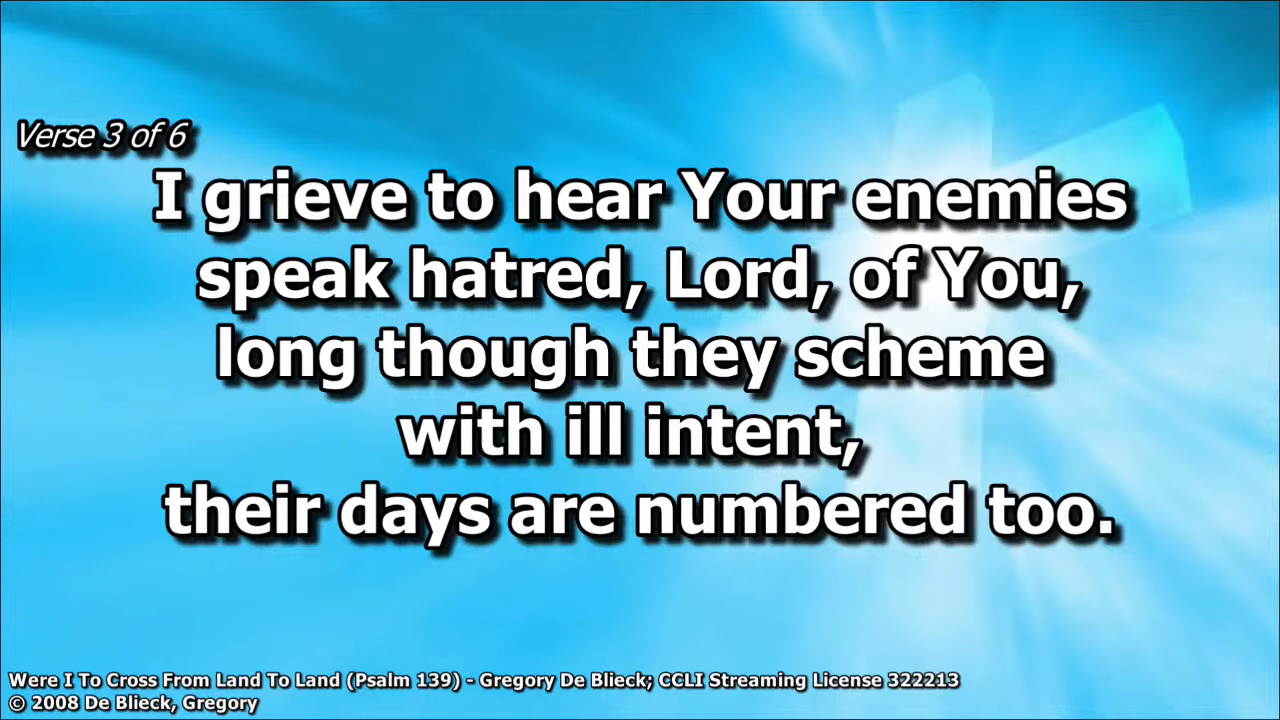 Verse 3 of 6
I grieve to hear Your enemies
speak hatred, Lord, of You,
long though they scheme
with ill intent,
their days are numbered too.
Were I To Cross From Land To Land (Psalm 139) - Gregory De Blieck; CCLI Streaming License 322213
© 2008 De Blieck, Gregory